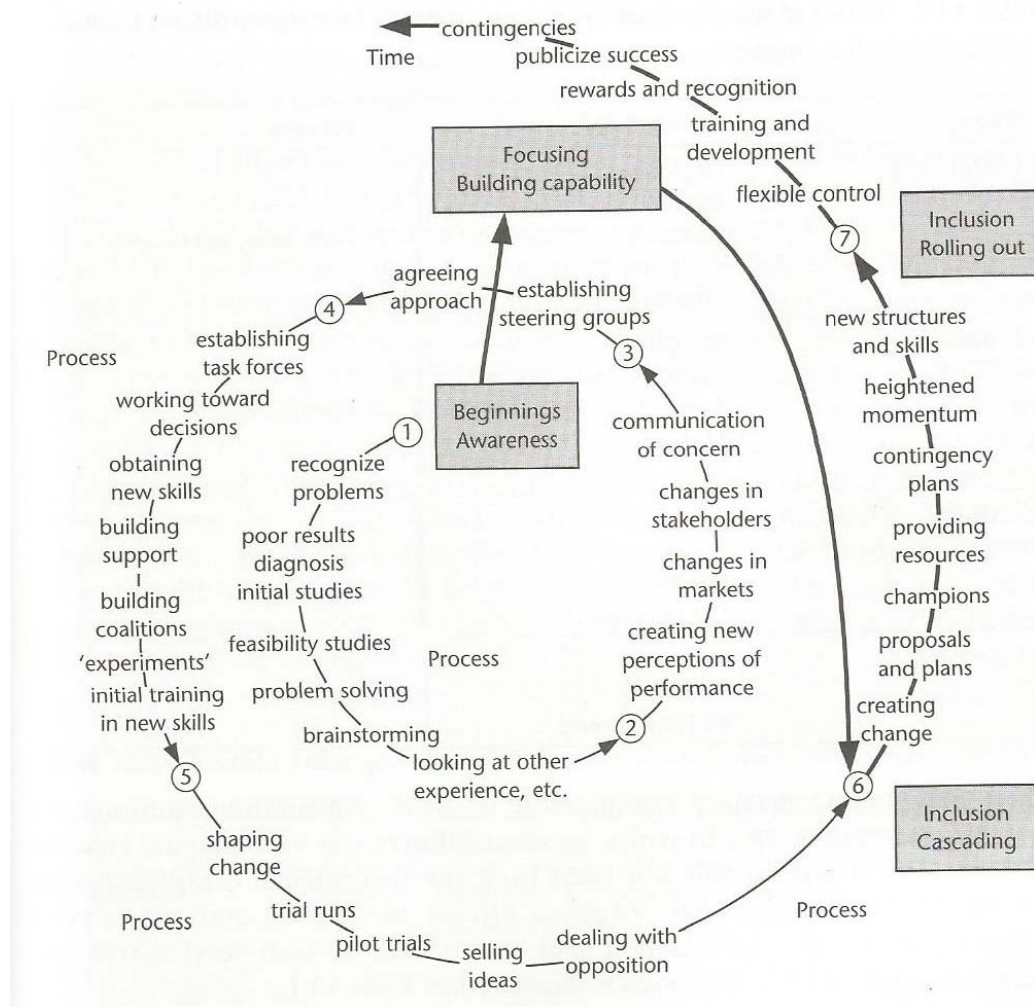 contingencies
Time
publicize success
rewards and recognition
training and
development
flexible control
7
Focusing
Building capability
Inclusion
Rolling out
agreeing
approach
establishing
steering groups
4
3
Process
establishing
task forces
working toward
decisions
obtaining
new skills
building
support
building
coalitions
'experiments'
initial training
in new skills
5
Beginnings
Awareness
1
recognize
problems
poor results
diagnosis
initial studies
feasibility studies
problem solving
brainstorming
looking at other
experience, etc.
2
Process
creating new
perceptions of
performance
changes in
markets
changes in
stakeholders
communication
of concern
new structures
and skills
heightened
momentum
contingency
plans
providing
resources
champions
proposals
and plans
creating
change
6
Inclusion
Cascading
shaping
change
Process
trial runs
pilot trials
selling
ideas
dealing with
opposition
Process